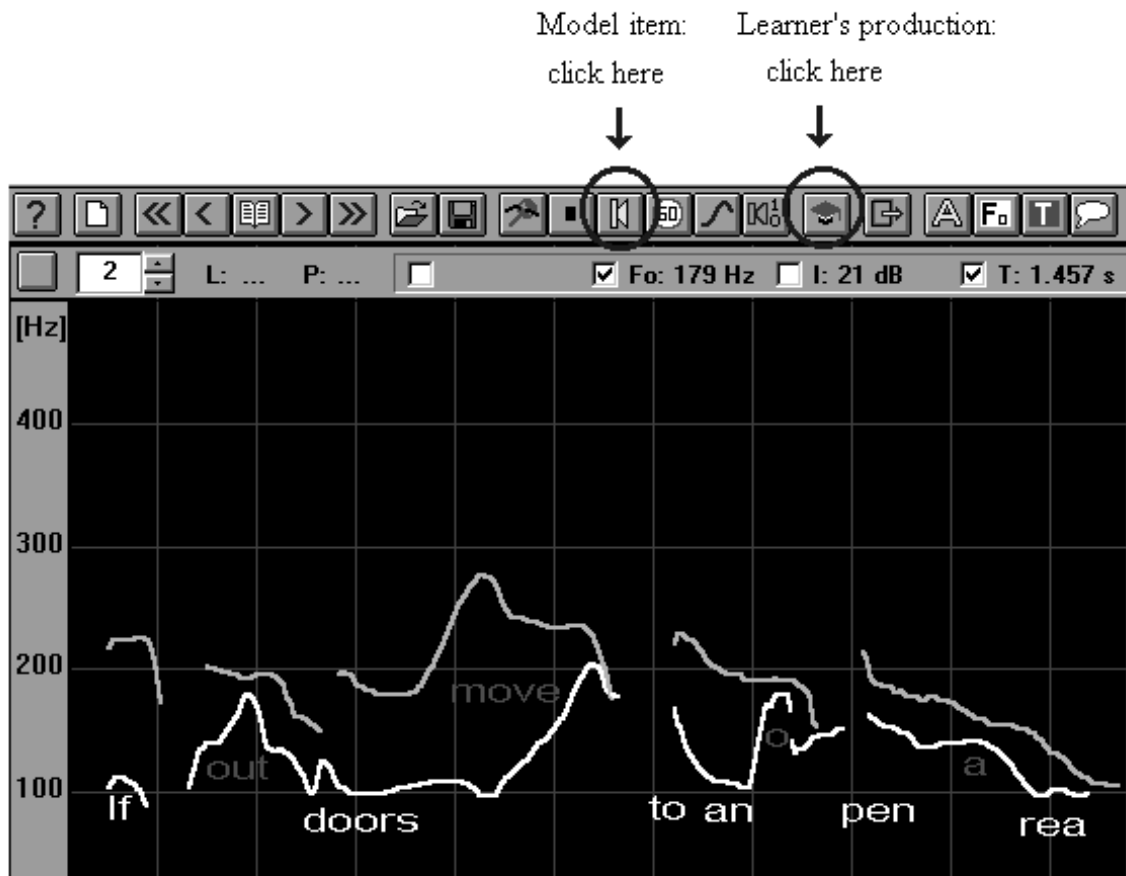 Model item: Learner's production:
click here click here
? 60 A Fo T
2 L: ... P: ... Fo: 179 Hz I: 21 dB T: 1.457 s
[Hz]
400
300
200
move
out o a
100
If doors to an pen rea